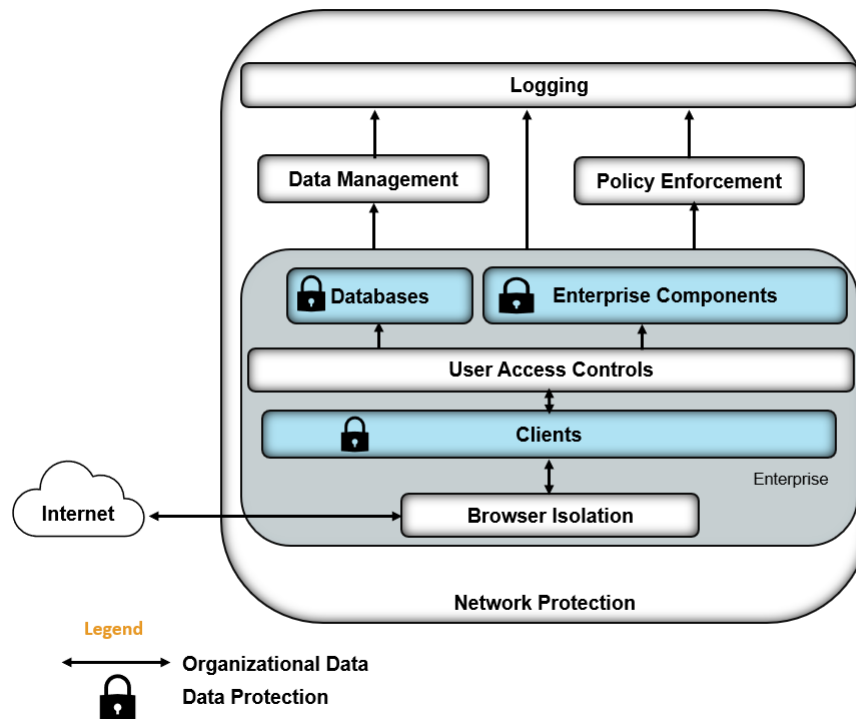 Logging
Data Management
Policy Enforcement
Databases
Enterprise Components
User Access Controls
Clients
Enterprise
Internet
Browser Isolation
Network Protection
Legend
Organizational Data
Data Protection